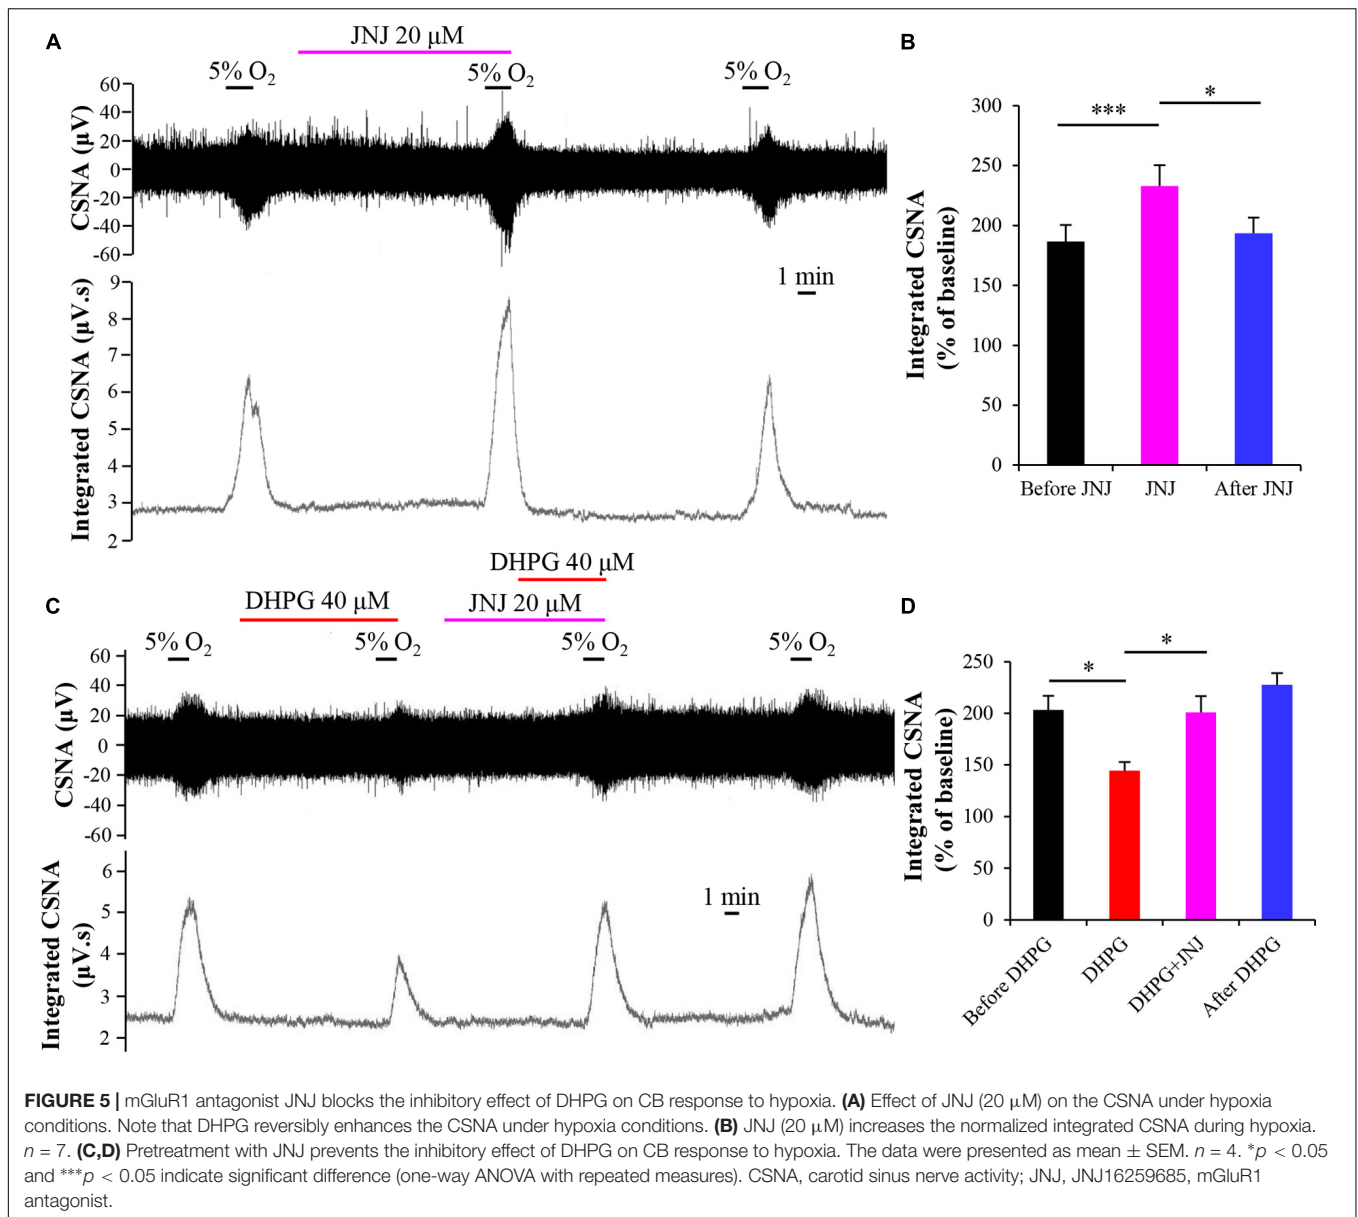 A
JNJ 20 μM
5% O2
5% O2
5% O2
60
40
20
0
-20
-40
-60
CSNA (μV)
1 min
9
8
7
6
5
4
3
2
Integrated CSNA (μV.s)
B
***
*
300
250
200
150
100
50
0
Integrated CSNA
(% of baseline)
Before JNJ
JNJ
After JNJ
C
DHPG 40 μM
DHPG 40 μM
JNJ 20 μM
5% O2
5% O2
5% O2
5% O2
60
40
20
0
-20
-40
-60
CSNA (μV)
1 min
6
5
4
3
2
Integrated CSNA
(μV.s)
D
*
*
250
200
150
100
50
0
Integrated CSNA
(% of baseline)
Before DHPG
DHPG
DHPG+JNJ
After DHPG
FIGURE 5 | mGluR1 antagonist JNJ blocks the inhibitory effect of DHPG on CB response to hypoxia. (A) Effect of JNJ (20 μM) on the CSNA under hypoxia
conditions. Note that DHPG reversibly enhances the CSNA under hypoxia conditions. (B) JNJ (20 μM) increases the normalized integrated CSNA during hypoxia.
n = 7. (C,D) Pretreatment with JNJ prevents the inhibitory effect of DHPG on CB response to hypoxia. The data were presented as mean ± SEM. n = 4. *p < 0.05
and ***p < 0.05 indicate significant difference (one-way ANOVA with repeated measures). CSNA, carotid sinus nerve activity; JNJ, JNJ16259685, mGluR1
antagonist.